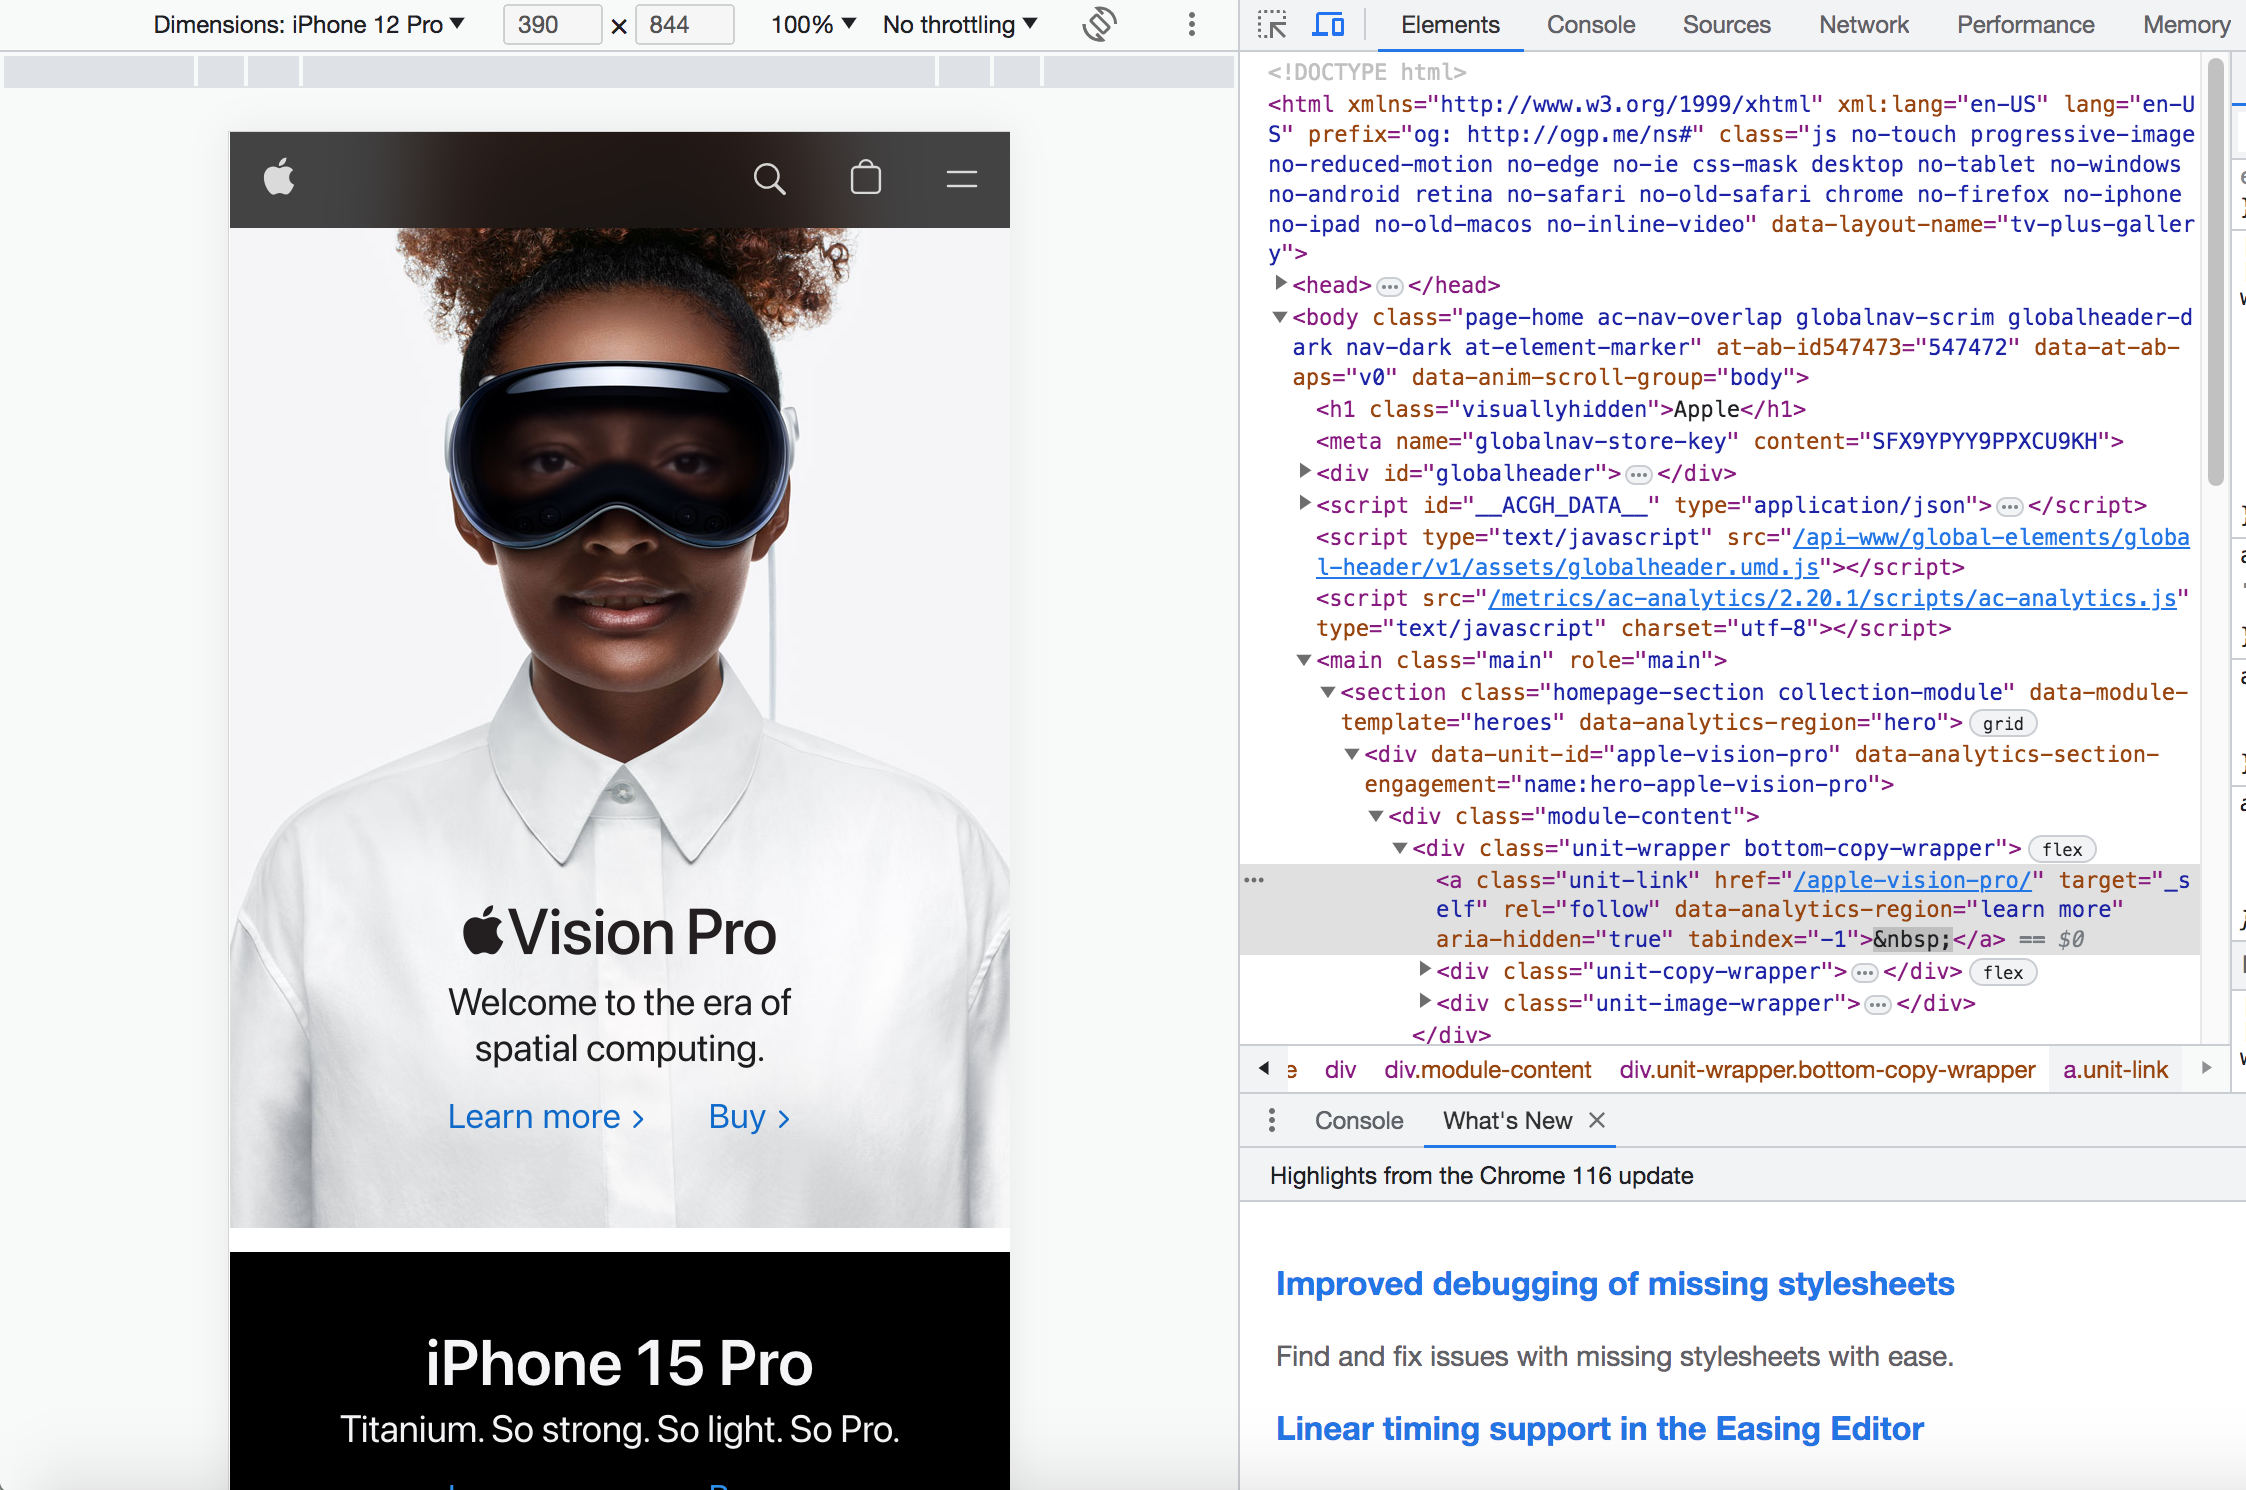 Dimensions: iPhone 12 Pro ▼ 390 × 844 100% ▼ No throttling ▼
Vision Pro
Welcome to the era of
spatial computing.
Learn more > Buy >
iPhone 15 Pro
Titanium. So strong. So light. So Pro.
Elements Console Sources Network Performance Memory
<!DOCTYPE html>
<html xmlns="http://www.w3.org/1999/xhtml" xml:lang="en-US" lang="en-U
S" prefix="og: http://ogp.me/ns#" class="js no-touch progressive-image
no-reduced-motion no-edge no-ie css-mask desktop no-tablet no-windows
no-android retina no-safari no-old-safari chrome no-firefox no-iphone
no-ipad no-old-macos no-inline-video" data-layout-name="tv-plus-galler
y">
▶<head>…</head>
▼<body class="page-home ac-nav-overlap globalnav-scrim globalheader-d
ark nav-dark at-element-marker" at-ab-id547473="547472" data-at-ab-
aps="v0" data-anim-scroll-group="body">
<h1 class="visuallyhidden">Apple</h1>
<meta name="globalnav-store-key" content="SFX9YPYY9PPXCU9KH">
▶<div id="globalheader">…</div>
▶<script id="__ACGH_DATA__" type="application/json">…</script>
<script type="text/javascript" src="/api-www/global-elements/globa
l-header/v1/assets/globalheader.umd.js"></script>
<script src="/metrics/ac-analytics/2.20.1/scripts/ac-analytics.js"
type="text/javascript" charset="utf-8"></script>
▼<main class="main" role="main">
▼<section class="homepage-section collection-module" data-module-
template="heroes" data-analytics-region="hero"> grid
▼<div data-unit-id="apple-vision-pro" data-analytics-section-
engagement="name:hero-apple-vision-pro">
▼<div class="module-content">
▼<div class="unit-wrapper bottom-copy-wrapper"> flex
<a class="unit-link" href="/apple-vision-pro/" target="_s
elf" rel="follow" data-analytics-region="learn more"
aria-hidden="true" tabindex="-1">&nbsp;</a> == $0
▶<div class="unit-copy-wrapper">…</div> flex
▶<div class="unit-image-wrapper">…</div>
</div>
e div div.module-content div.unit-wrapper.bottom-copy-wrapper a.unit-link
Console What's New ×
Highlights from the Chrome 116 update
Improved debugging of missing stylesheets
Find and fix issues with missing stylesheets with ease.
Linear timing support in the Easing Editor